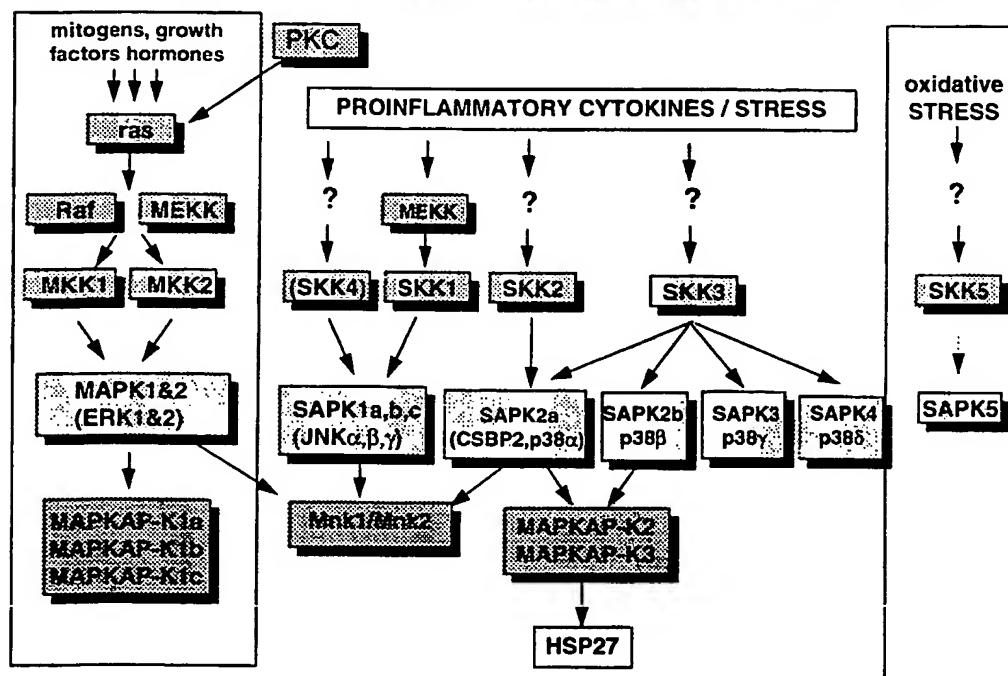 mitogens, growth
factors hormones
PKC
ras
Raf
MEKK
MKK1
MKK2
MAPK1&2
(ERK1&2)
MAPKAP-K1a
MAPKAP-K1b
MAPKAP-K1c
PROINFLAMMATORY CYTOKINES / STRESS
?
MEKK
?
?
(SKK4)
SKK1
SKK2
SKK3
SAPK1a,b,c
(JNKα,β,γ)
SAPK2a
(CSBP2,p38α)
SAPK2b
p38β
SAPK3
p38γ
SAPK4
p38δ
Mnk1/Mnk2
MAPKAP-K2
MAPKAP-K3
HSP27
oxidative
STRESS
?
SKK5
SAPK5